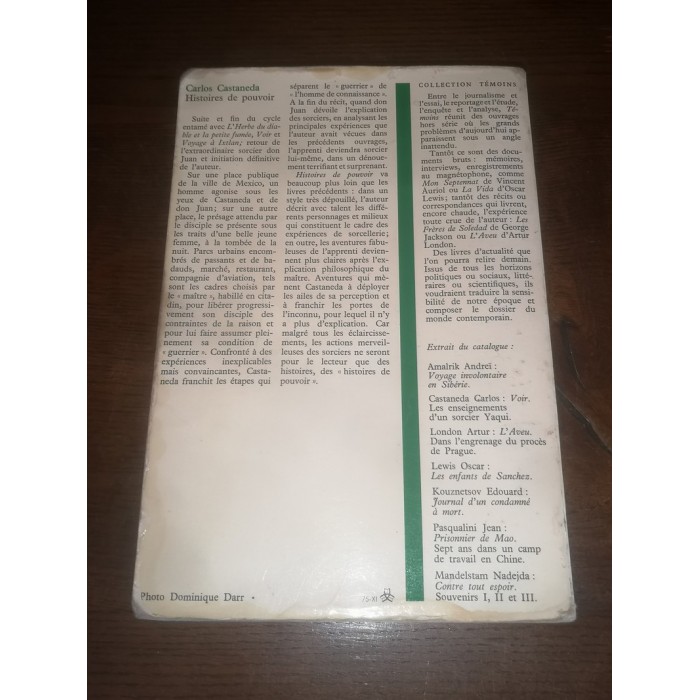 Carlos Castaneda
Histoires de pouvoir
Suite et fin du cycle
entamé avec L'Herbe du dia-
ble et la petite fumée, Voir et
Voyage à Ixtlan; retour de
l'extraordinaire sorcier don
Juan et initiation définitive
de l'auteur.
Sur une place publique
de la ville de Mexico, un
homme agonise sous les
yeux de Castaneda et de
don Juan; sur une autre
place, le présage attendu par
le disciple se présente sous
les traits d'une belle jeune
femme, à la tombée de la
nuit. Parcs urbains encom-
brés de passants et de ba-
dauds, marché, restaurant,
compagnie d'aviation, tels
sont les cadres choisis par
le « maître », habillé en cita-
din, pour libérer progressi-
vement son disciple des
contraintes de la raison et
pour lui faire assumer plei-
nement sa condition de
« guerrier ». Confronté à des
expériences inexplicables
mais convaincantes, Casta-
neda franchit les étapes qui
séparent le « guerrier » de
« l'homme de connaissance ».
A la fin du récit, quand don
Juan dévoile l'explication
des sorciers, en analysant les
principales expériences que
l'auteur avait vécues dans
les précédents ouvrages,
l'apprenti deviendra sorcier
lui-même, dans un dénoue-
ment terrifiant et surprenant.
Histoires de pouvoir va
beaucoup plus loin que les
livres précédents : dans un
style très dépouillé, l'auteur
décrit avec talent les diffé-
rents personnages et milieux
qui constituent le cadre des
expériences de sorcellerie;
en outre, les aventures fabu-
leuses de l'apprenti devien-
nent plus claires après l'ex-
plication philosophique du
maître. Aventures qui mè-
nent Castaneda à déployer
les ailes de sa perception et
à franchir les portes de
l'inconnu, pour lequel il n'y
a plus d'explication. Car
malgré tous les éclaircisse-
ments, les actions merveil-
leuses des sorciers ne seront
pour le lecteur que des
histoires, des « histoires de
pouvoir ».
COLLECTION TÉMOINS
Entre le journalisme et
l'essai, le reportage et l'étude,
l'enquête et l'analyse, Té-
moins réunit des ouvrages
hors série où les grands
problèmes d'aujourd'hui ap-
paraissent sous un angle
inattendu.
Tantôt ce sont des docu-
ments bruts : mémoires,
interviews, enregistrements
au magnétophone, comme
Mon Septennat de Vincent
Auriol ou La Vida d'Oscar
Lewis; tantôt des récits ou
correspondances qui livrent,
encore chaude, l'expérience
toute crue de l'auteur : Les
Frères de Soledad de George
Jackson ou L'Aveu d'Artur
London.
Des livres d'actualité que
l'on pourra relire demain.
Issus de tous les horizons
politiques ou sociaux, litté-
raires ou scientifiques, ils
voudraient traduire la sensi-
bilité de notre époque et
composer le dossier du
monde contemporain.
Extrait du catalogue :
Amalrik Andreï :
Voyage involontaire
en Sibérie.
Castaneda Carlos : Voir.
Les enseignements
d'un sorcier Yaqui.
London Artur : L'Aveu.
Dans l'engrenage du procès
de Prague.
Lewis Oscar :
Les enfants de Sanchez.
Kouznetsov Edouard :
Journal d'un condamné
à mort.
Pasqualini Jean :
Prisonnier de Mao.
Sept ans dans un camp
de travail en Chine.
Mandelstam Nadejda :
Contre tout espoir.
Souvenirs I, II et III.
Photo Dominique Darr •
75-XI